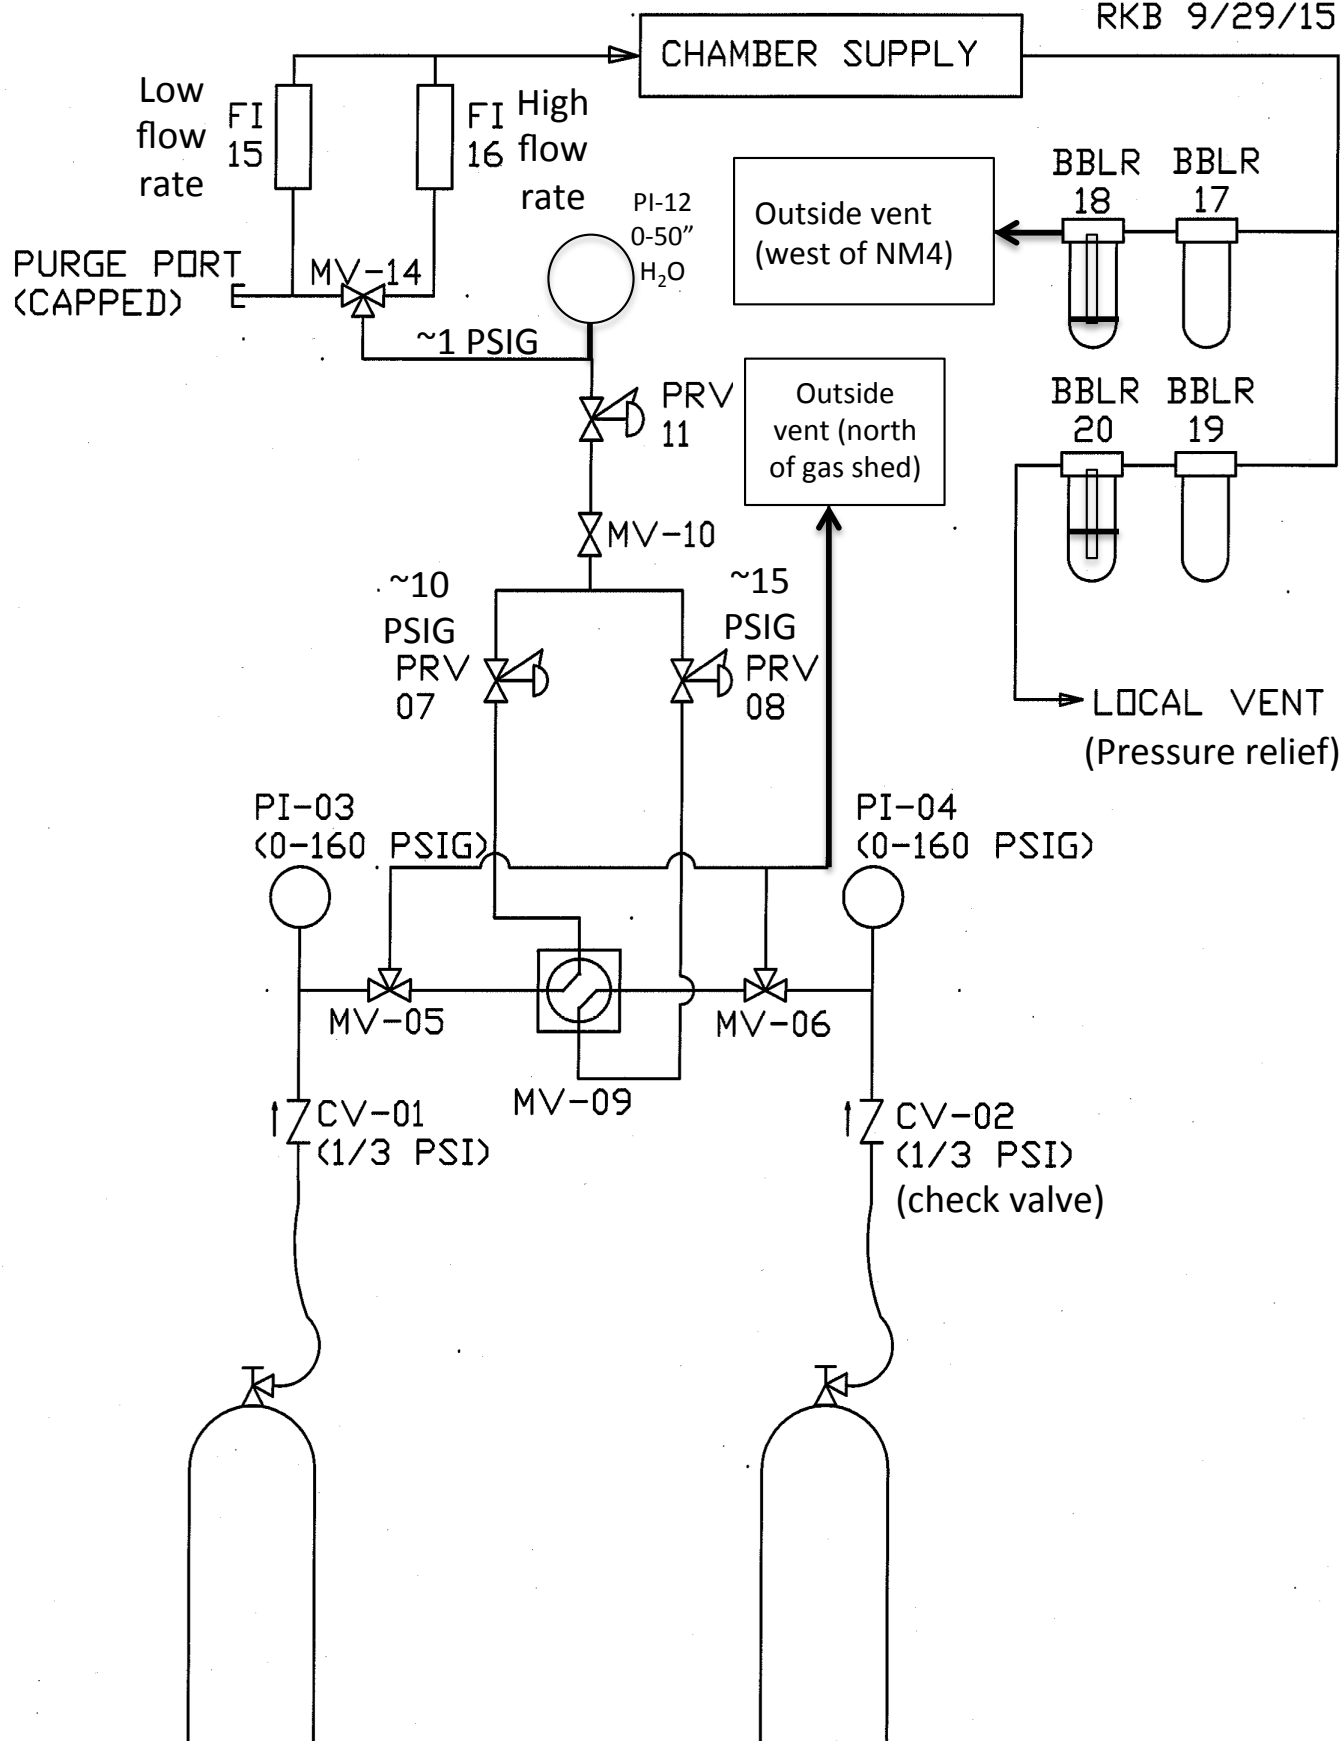 RKB 9/29/15
CHAMBER SUPPLY
Low
flow
rate
FI
15
FI
16
High
flow
rate
PI-12
0-50”
H₂O
PURGE PORT
(CAPPED)
MV-14
~1 PSIG
Outside vent
(west of NM4)
BBLR
18
BBLR
17
PRV
11
Outside
vent (north
of gas shed)
BBLR
20
BBLR
19
MV-10
~10
PSIG
PRV
07
~15
PSIG
PRV
08
LOCAL VENT
(Pressure relief)
PI-03
(0-160 PSIG)
PI-04
(0-160 PSIG)
MV-05
MV-06
MV-09
CV-01
(1/3 PSI)
CV-02
(1/3 PSI)
(check valve)